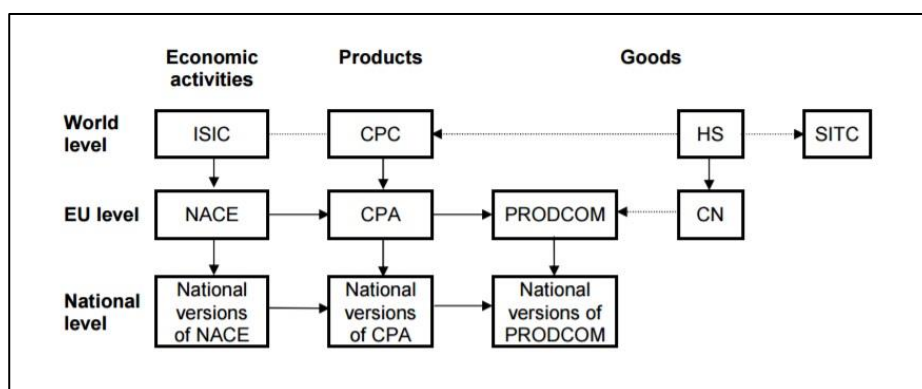 Economic activities
Products
Goods
World level
ISIC
CPC
HS
SITC
EU level
NACE
CPA
PRODCOM
CN
National level
National versions of NACE
National versions of CPA
National versions of PRODCOM